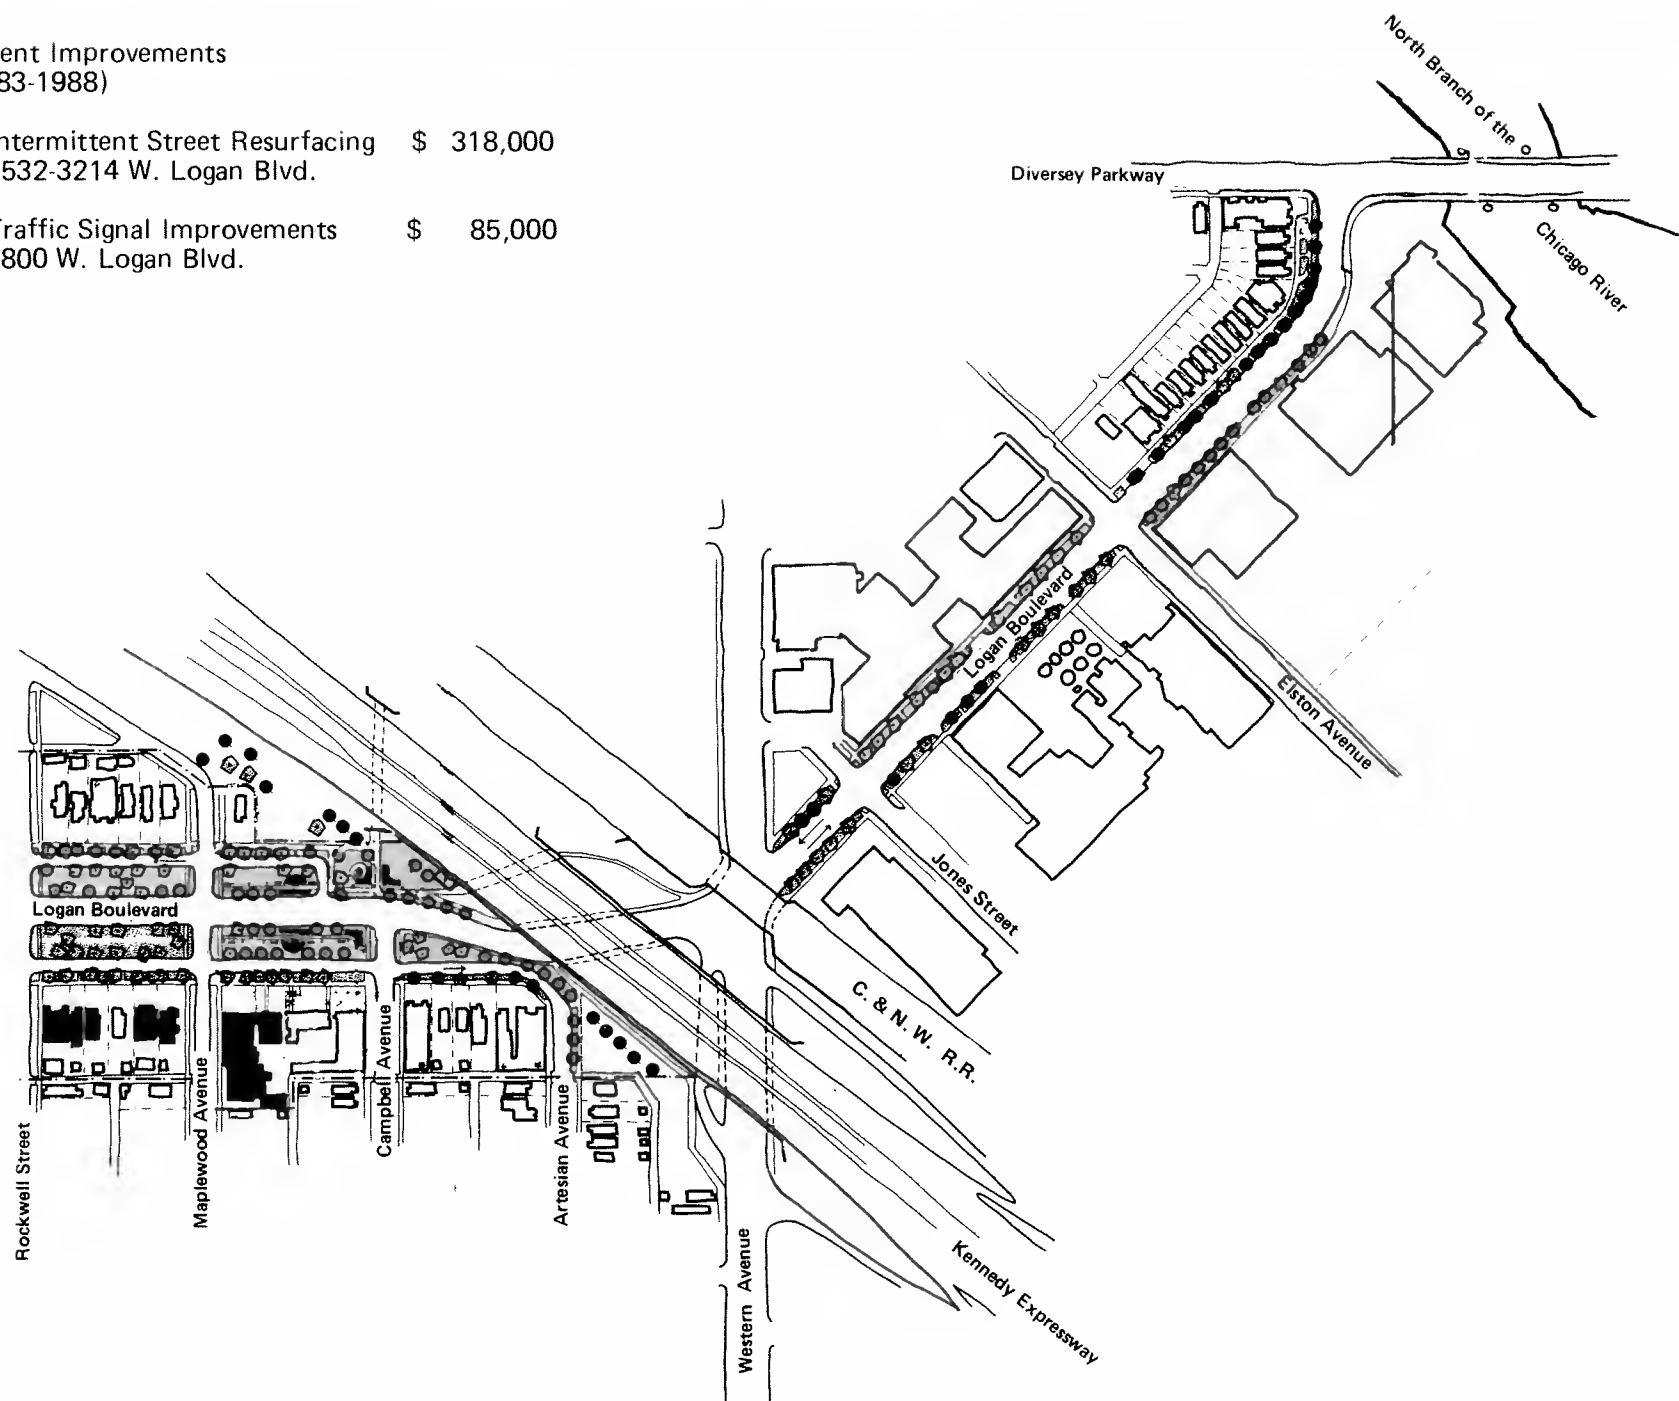 ent Improvements
83-1988)
ntermittent Street Resurfacing $ 318,000
532-3214 W. Logan Blvd.
raffic Signal Improvements $ 85,000
800 W. Logan Blvd.
North Branch of the
Chicago River
Diversey Parkway
Logan Boulevard
Elston Avenue
Jones Street
C. & N. W. R.R.
Logan Boulevard
Rockwell Street
Maplewood Avenue
Campbell Avenue
Artesian Avenue
Western Avenue
Kennedy Expressway